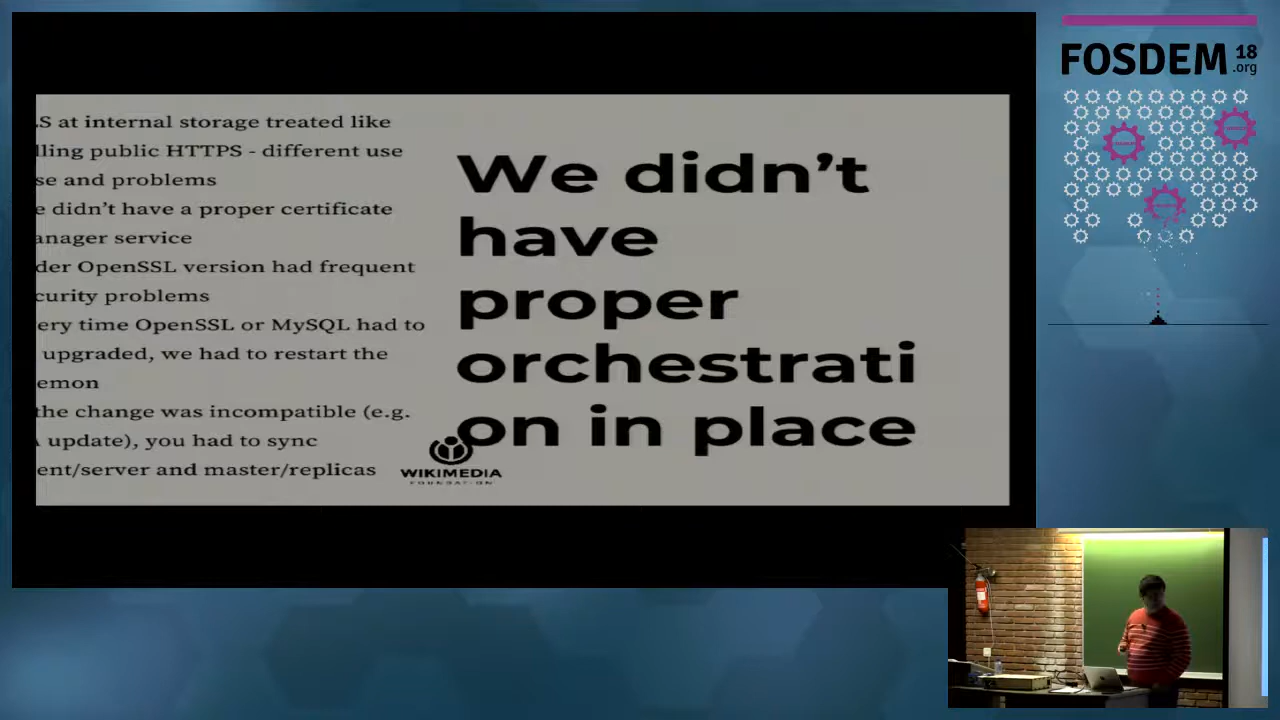 .S at internal storage treated like
lling public HTTPS - different use
se and problems
e didn't have a proper certificate
anager service
der OpenSSL version had frequent
curity problems
ery time OpenSSL or MySQL had to
upgraded, we had to restart the
emon
the change was incompatible (e.g.
A update), you had to sync
ent/server and master/replicas
We didn't
have
proper
orchestrati
on in place
WIKIMEDIA
FOUNDATION
FOSDEM 18
.org